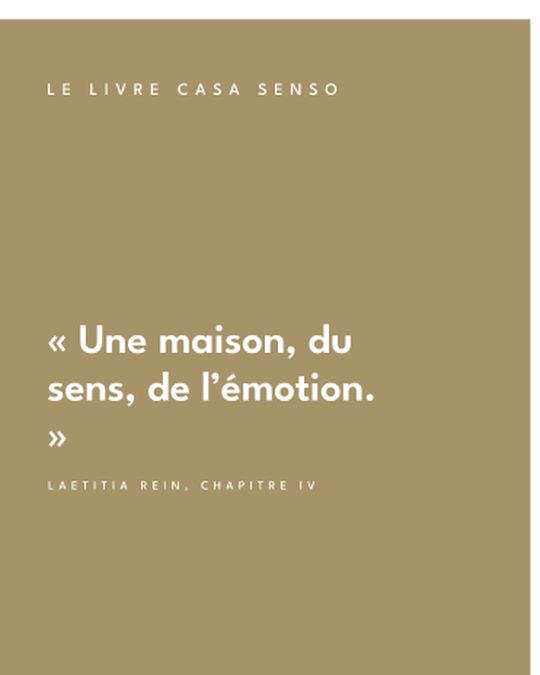 LE LIVRE CASA SENSO
« Une maison, du
sens, de l’émotion.
»
LAETITIA REIN, CHAPITRE IV